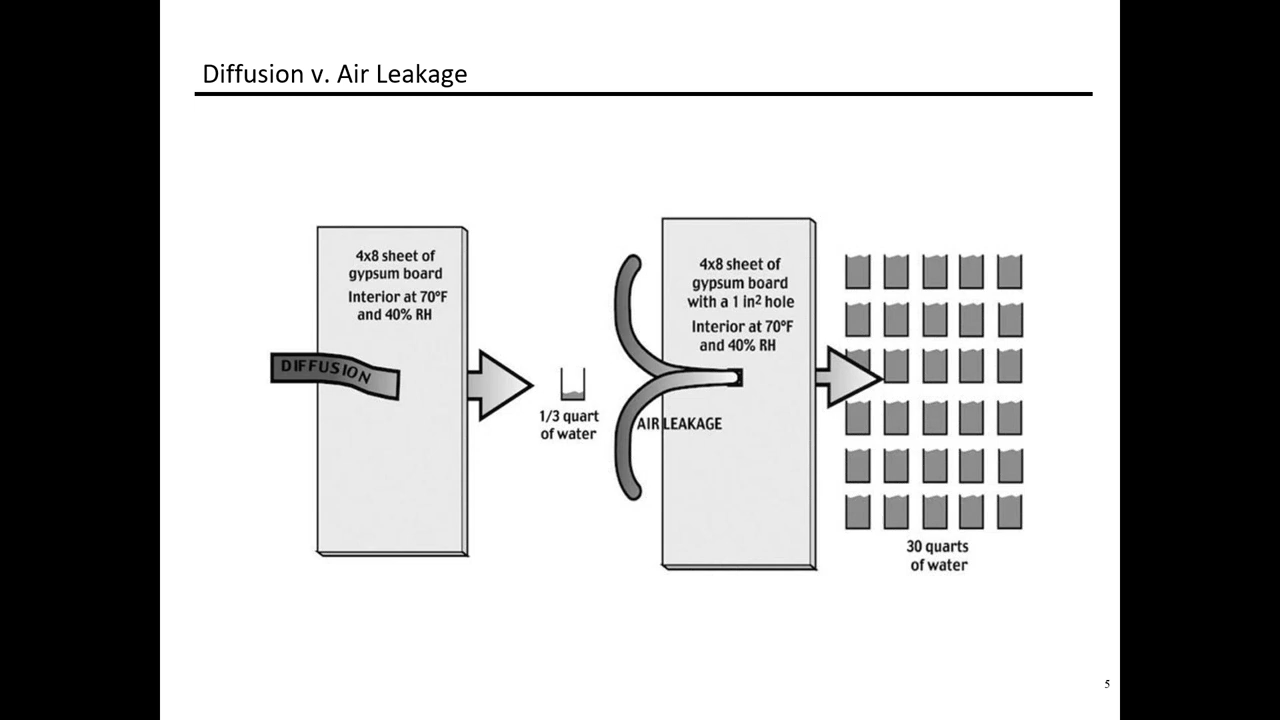 Diffusion v. Air Leakage
4x8 sheet of
gypsum board
Interior at 70°F
and 40% RH
DIFFUSION
1/3 quart
of water
4x8 sheet of
gypsum board
with a 1 in² hole
Interior at 70°F
and 40% RH
AIR LEAKAGE
30 quarts
of water
5